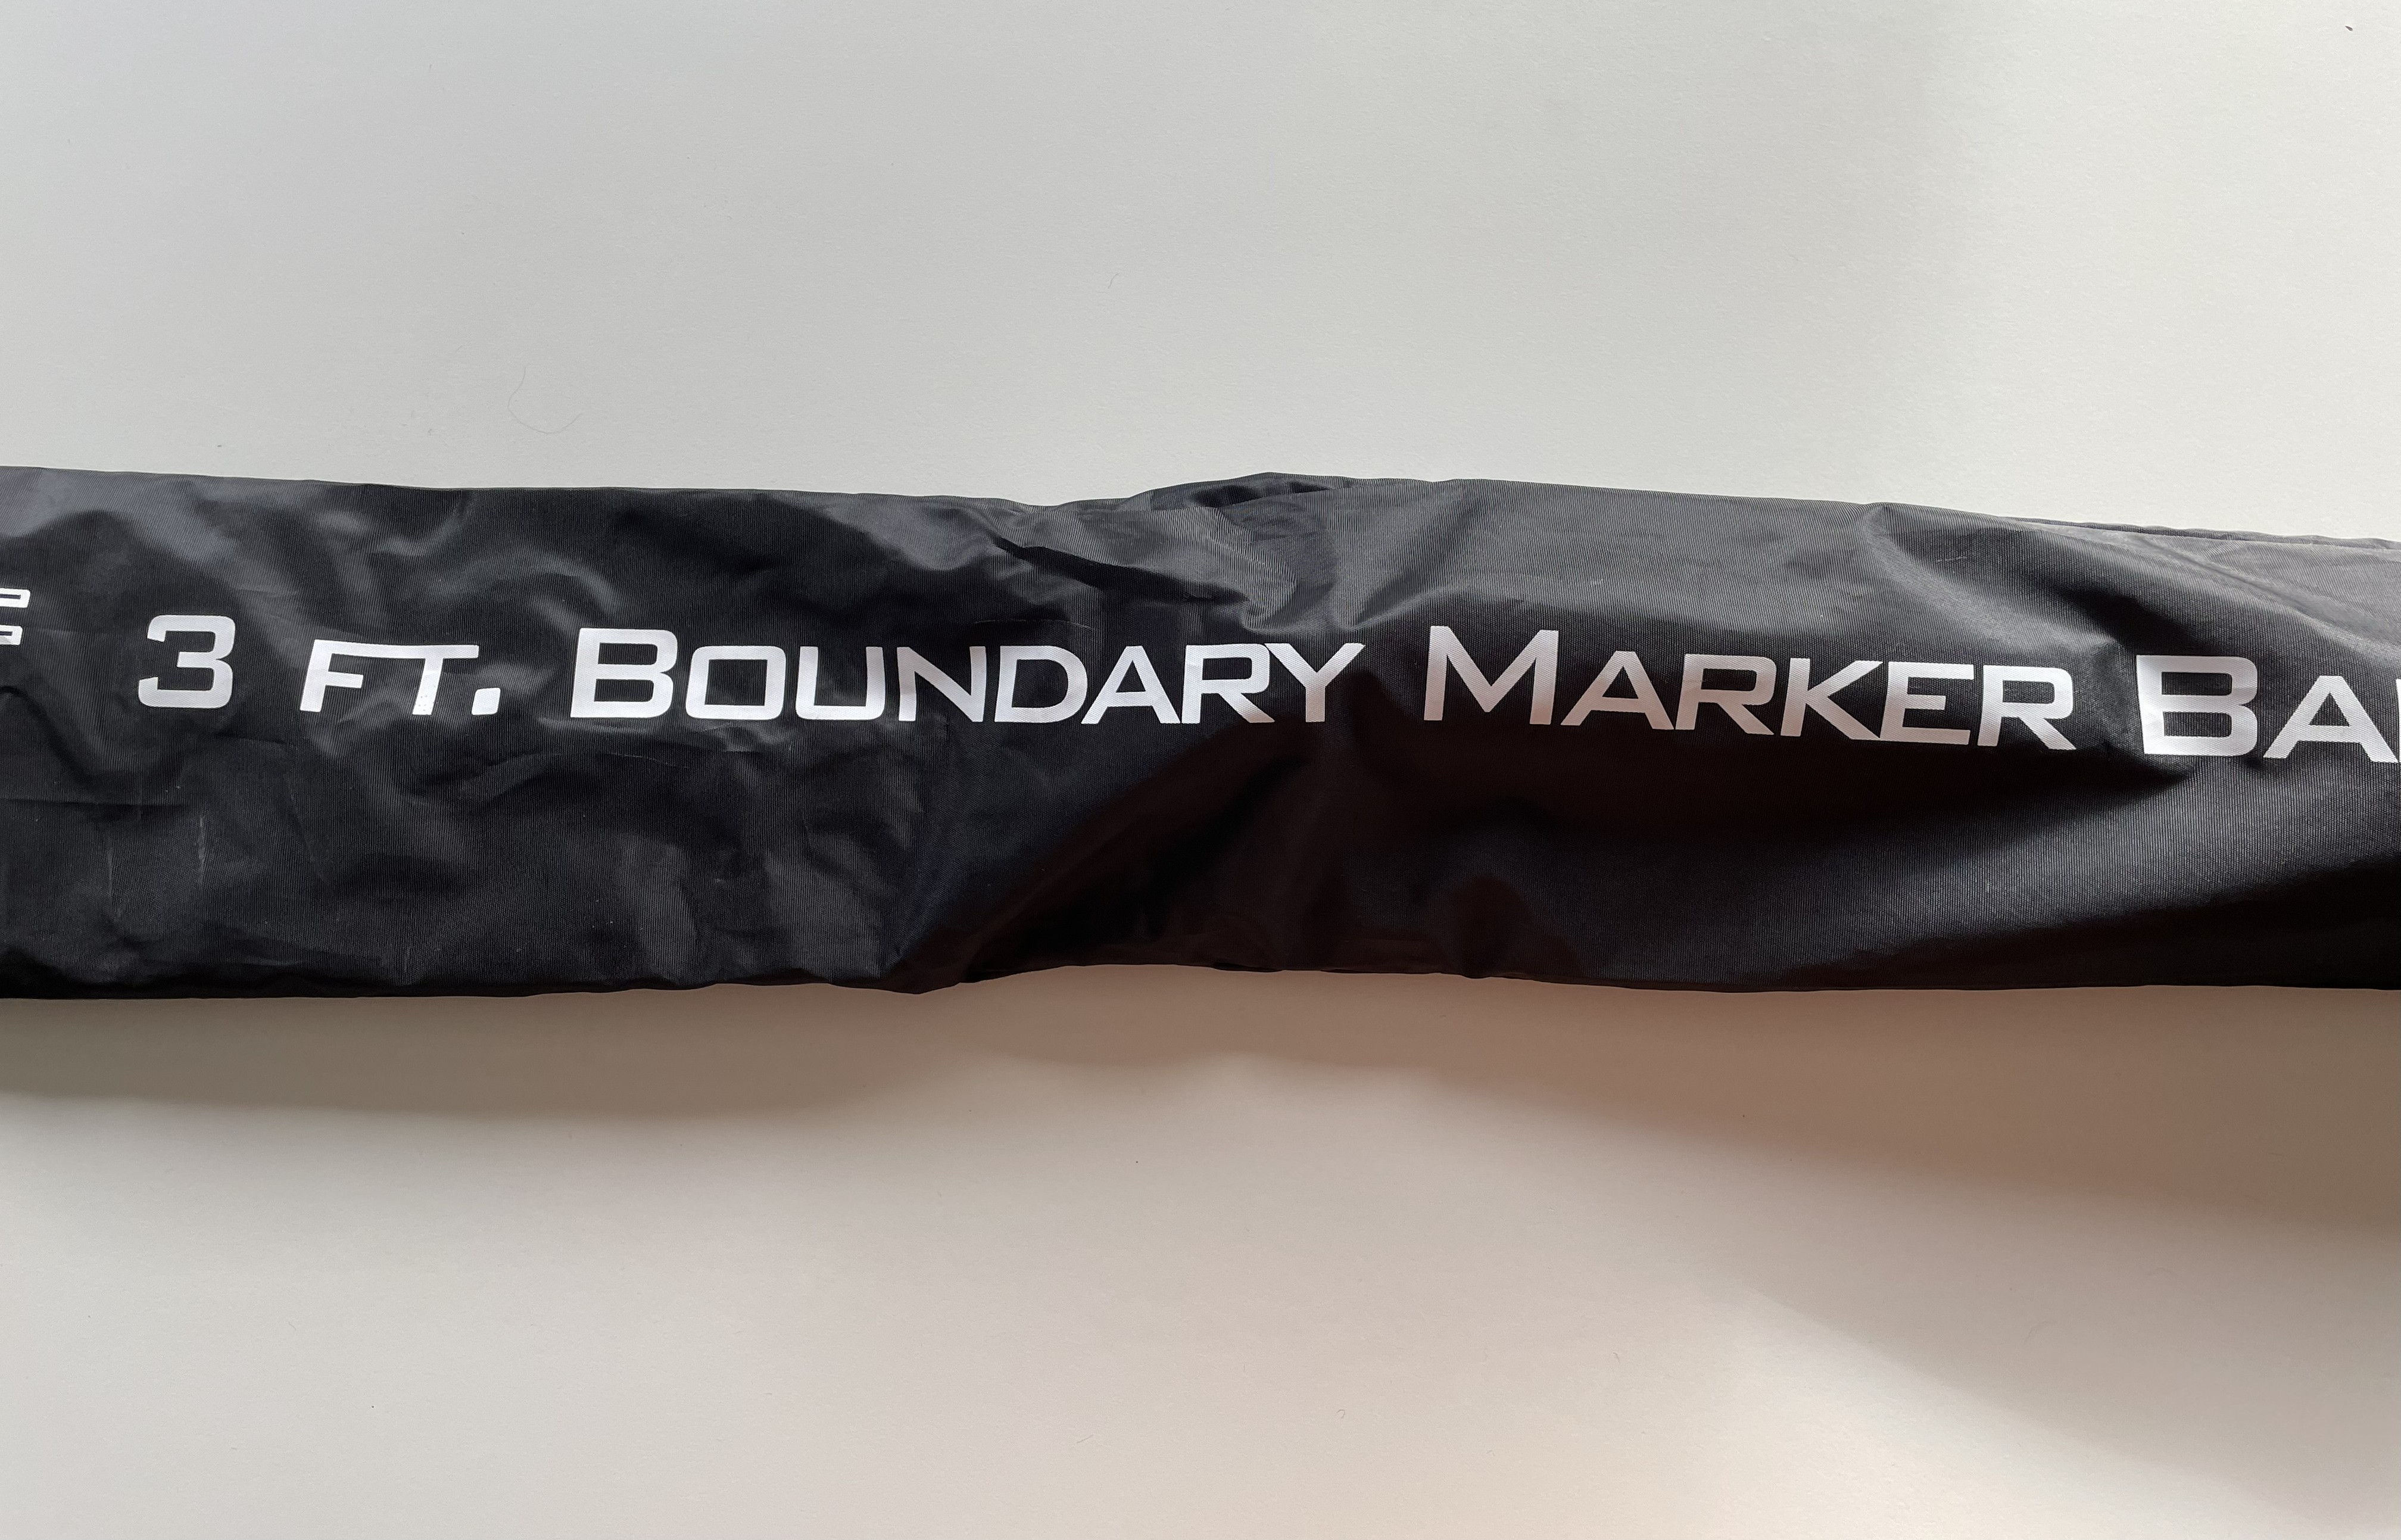 3 FT. BOUNDARY MARKER